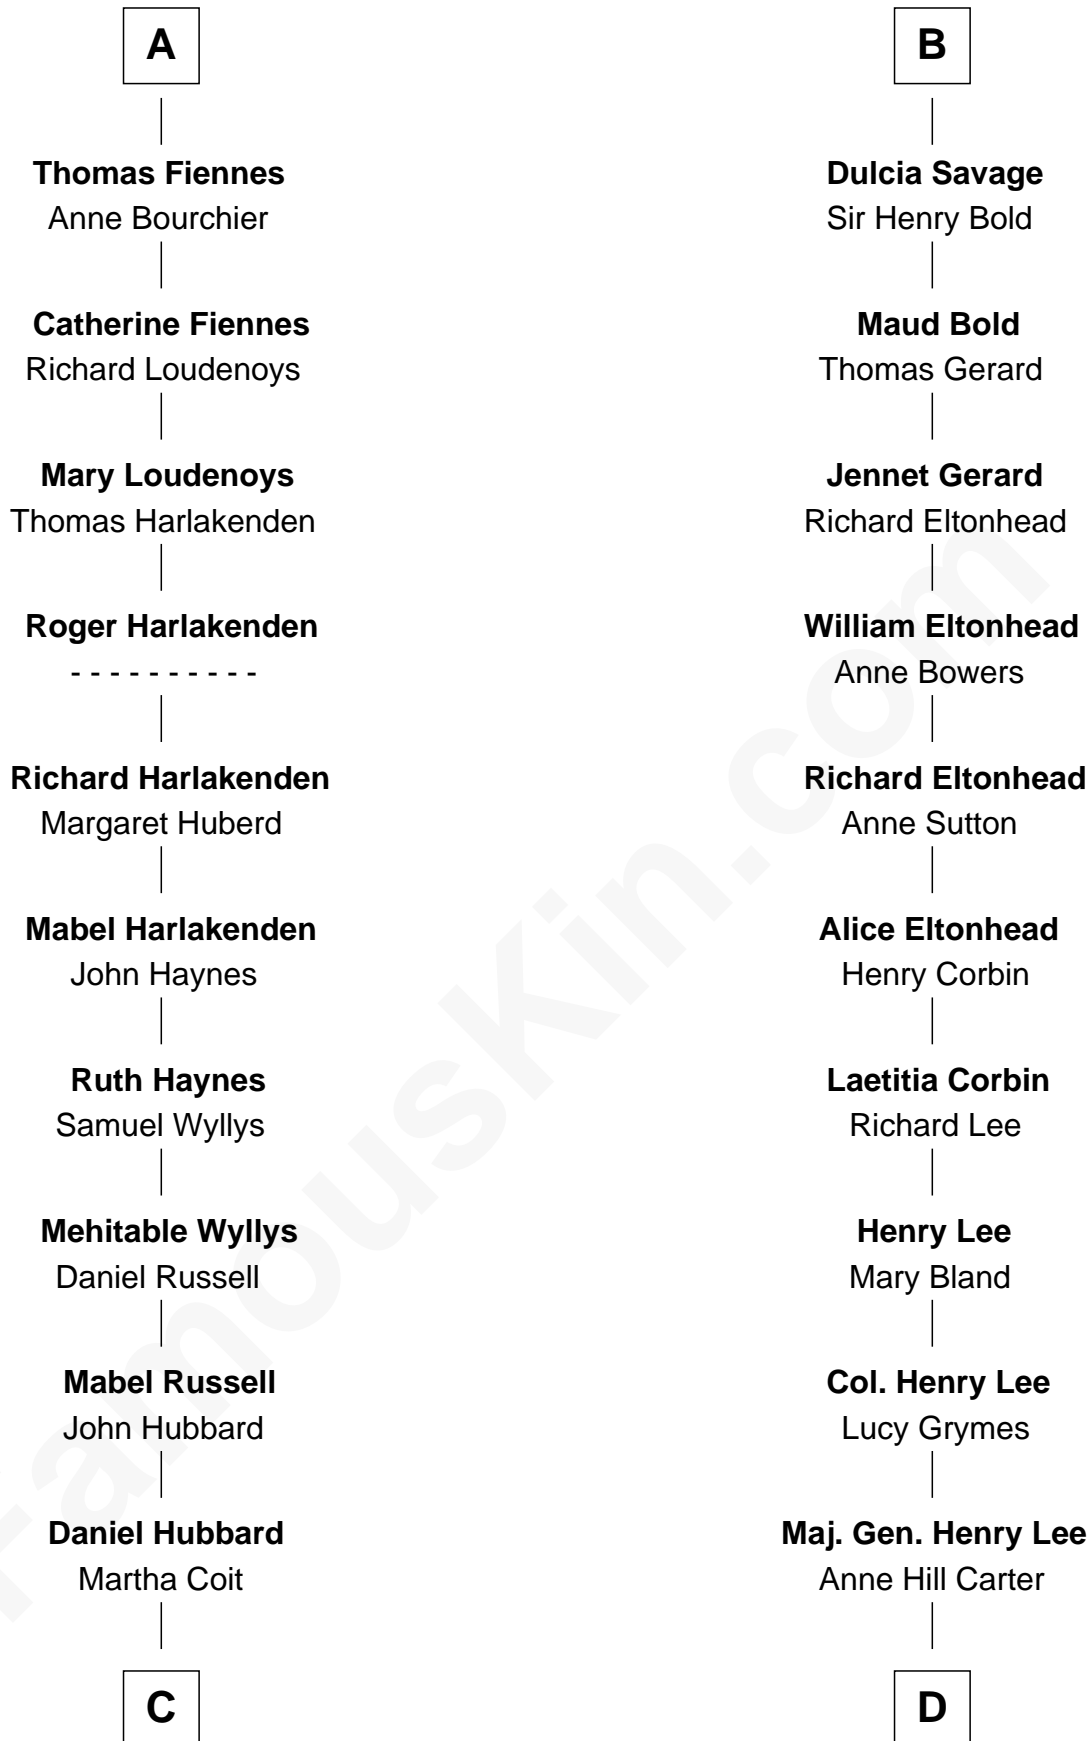 A
Thomas Fiennes
Anne Bourchier
Catherine Fiennes
Richard Loudenoys
Mary Loudenoys
Thomas Harlakenden
Roger Harlakenden
- - - - - - - - - -
Richard Harlakenden
Margaret Huberd
Mabel Harlakenden
John Haynes
Ruth Haynes
Samuel Wyllys
Mehitable Wyllys
Daniel Russell
Mabel Russell
John Hubbard
Daniel Hubbard
Martha Coit
C
B
Dulcia Savage
Sir Henry Bold
Maud Bold
Thomas Gerard
Jennet Gerard
Richard Eltonhead
William Eltonhead
Anne Bowers
Richard Eltonhead
Anne Sutton
Alice Eltonhead
Henry Corbin
Laetitia Corbin
Richard Lee
Henry Lee
Mary Bland
Col. Henry Lee
Lucy Grymes
Maj. Gen. Henry Lee
Anne Hill Carter
D
FamousKin.com